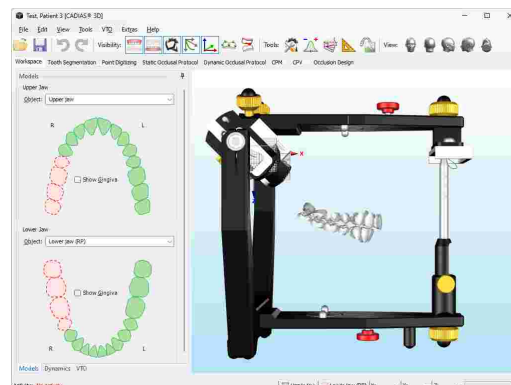 Test, Patient 3 [CADIAS® 3D]
File Edit View Tools VTO Extras Help
Visibility: Tools: View:
Workspace Tooth Segmentation Point Digitizing Static Occlusal Protocol Dynamic Occlusal Protocol CPM CPV Occlusion Design
Models
Upper Jaw
Object: Upper Jaw
R L
Show Gingiva
Lower Jaw
Object: Lower Jaw (RP)
Show Gingiva
R L
Models Dynamics VTO
x